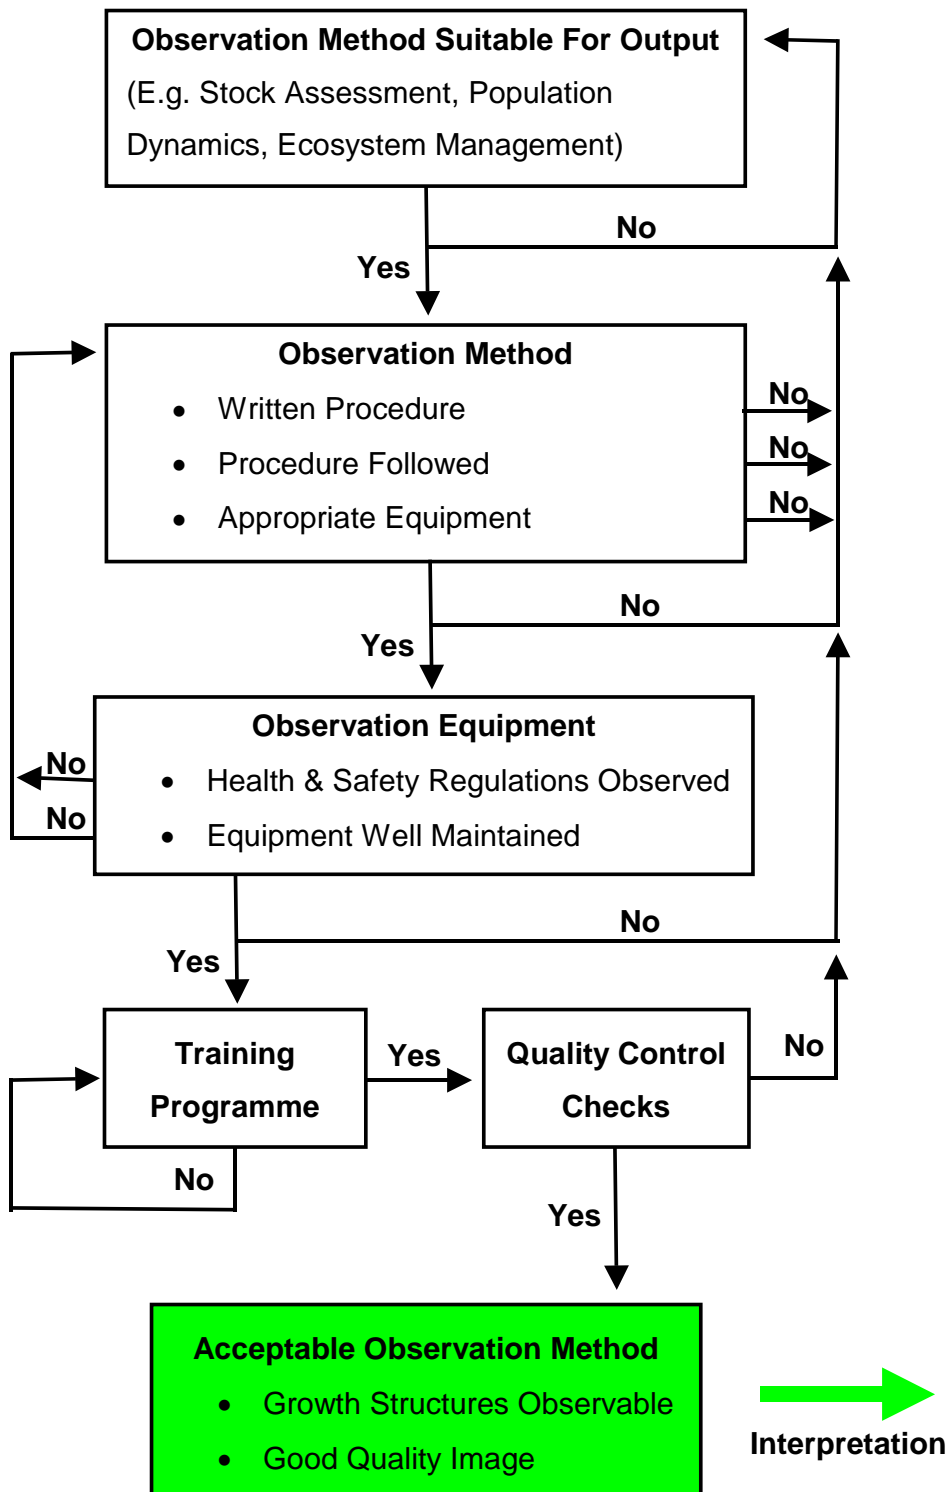 Observation Method Suitable For Output
(E.g. Stock Assessment, Population
Dynamics, Ecosystem Management)
No
Yes
Observation Method
• Written Procedure
No
• Procedure Followed
No
• Appropriate Equipment
No
No
Yes
Observation Equipment
No
• Health & Safety Regulations Observed
No
• Equipment Well Maintained
No
Yes
Training
Programme
Yes
Quality Control
Checks
No
No
Yes
Acceptable Observation Method
• Growth Structures Observable
• Good Quality Image
Interpretation